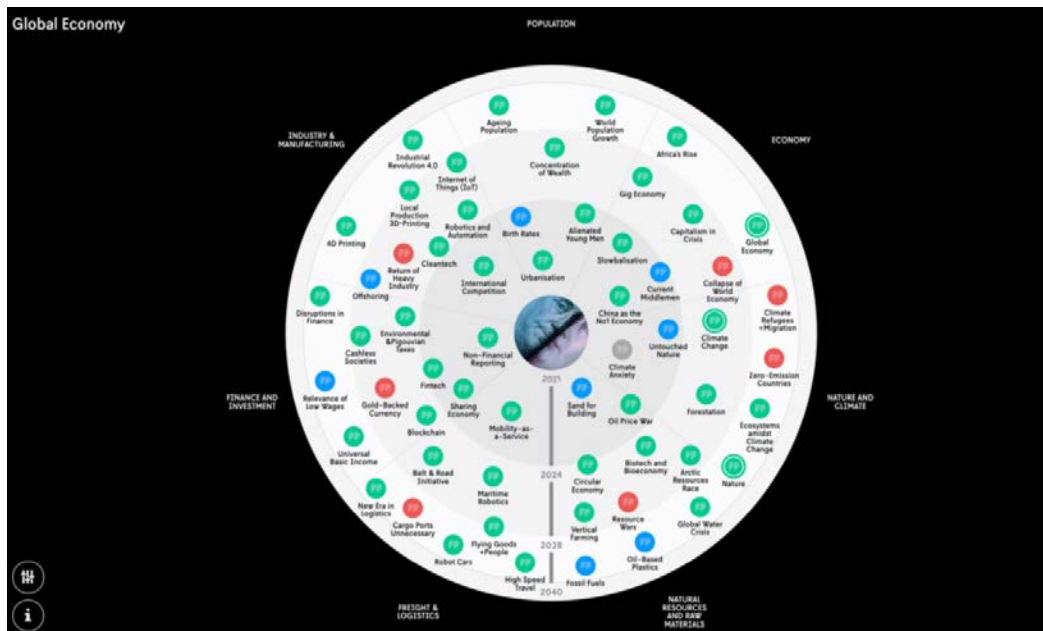 Global Economy
POPULATION
INDUSTRY &
MANUFACTURING
ECONOMY
FINANCE AND
INVESTMENT
NATURE AND
CLIMATE
FREIGHT &
LOGISTICS
NATURAL
RESOURCES
AND RAW
MATERIALS
Ageing
Population
World
Population
Growth
Industrial
Revolution 4.0
Internet of
Things (IoT)
Concentration
of Wealth
Africa's Rise
Gig Economy
Local
Production
3D-Printing
Robotics and
Automation
Birth Rates
Alienated
Young Men
Capitalism in
Crisis
Global
Economy
4D Printing
Return of
Heavy
Industry
Cleantech
International
Competition
Urbanisation
Slowbalisation
Current
Middlemen
Collapse of
World
Economy
Offshoring
Disruptions in
Finance
Environmental
&Pigouvian
Taxes
China as the
No1 Economy
Climate
Change
Climate
Refugees
+Migration
Cashless
Societies
Non-Financial
Reporting
Untouched
Nature
Climate
Anxiety
Zero-Emission
Countries
Relevance of
Low Wages
Gold-Backed
Currency
Fintech
Sharing
Economy
2021
Sand for
Building
Oil Price War
Forestation
Ecosystems
amidst
Climate
Change
Universal
Basic Income
Blockchain
Mobility-as-
a-Service
Belt & Road
Initiative
Maritime
Robotics
2024
Circular
Economy
Biotech and
Bioeconomy
Arctic
Resources
Race
Nature
New Era in
Logistics
Cargo Ports
Unnecessary
Flying Goods
+People
Vertical
Farming
Resource
Wars
Global Water
Crisis
2028
Robot Cars
High Speed
Travel
2040
Fossil Fuels
Oil-Based
Plastics
i